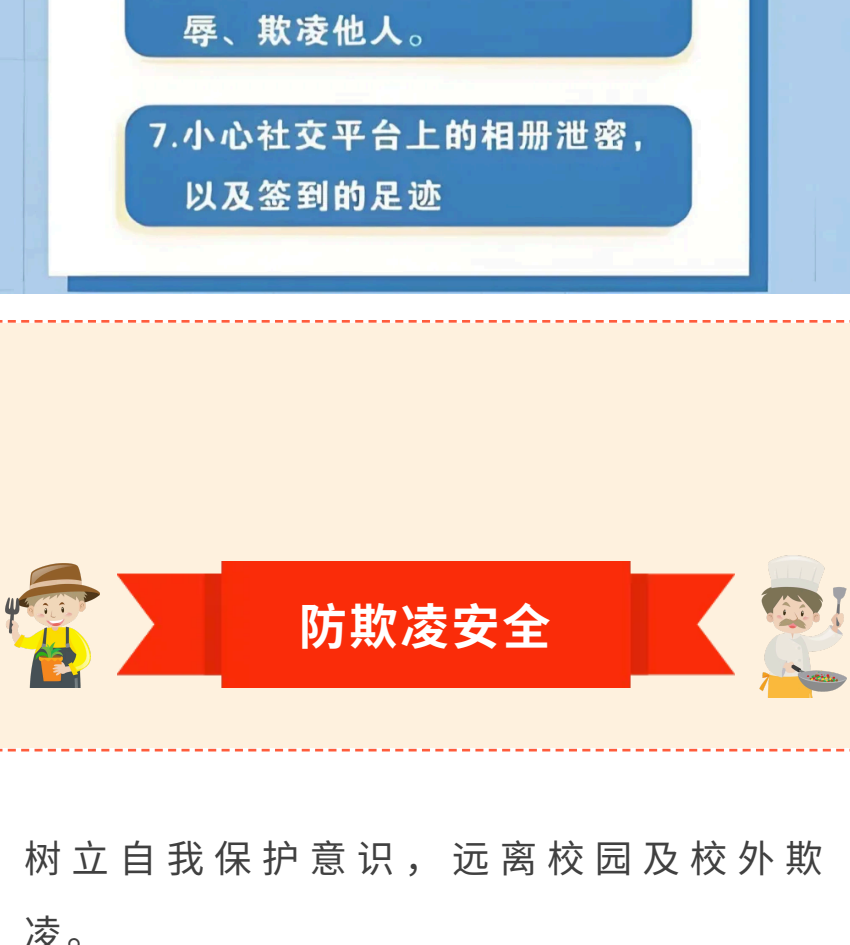 辱、欺凌他人。
7.小心社交平台上的相册泄密，
以及签到的足迹
防欺凌安全
树立自我保护意识，远离校园及校外欺
凌。